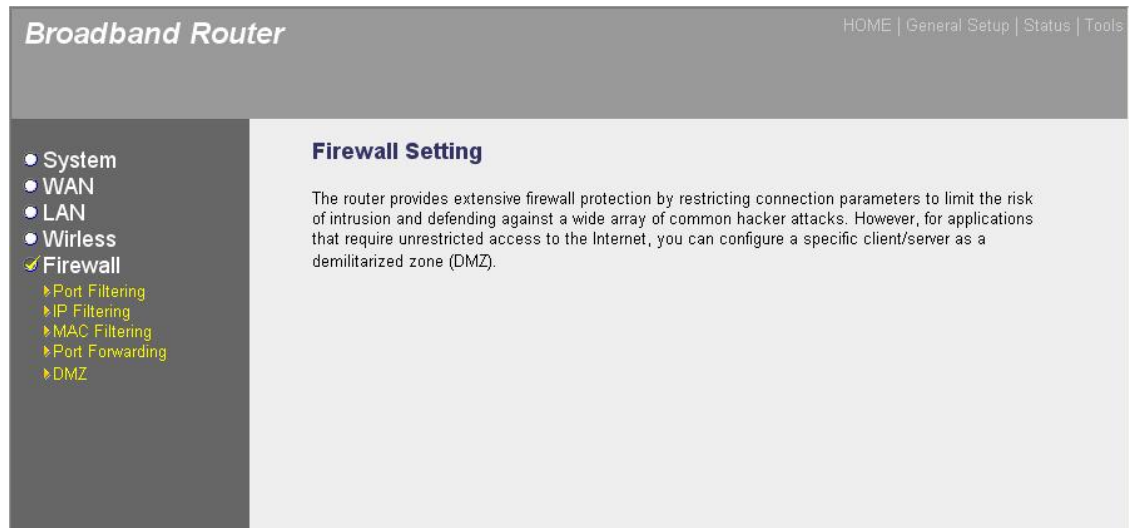 Broadband Router
HOME | General Setup | Status | Tools
System
WAN
LAN
Wirless
Firewall
Port Filtering
IP Filtering
MAC Filtering
Port Forwarding
DMZ
Firewall Setting
The router provides extensive firewall protection by restricting connection parameters to limit the risk
of intrusion and defending against a wide array of common hacker attacks. However, for applications
that require unrestricted access to the Internet, you can configure a specific client/server as a
demilitarized zone (DMZ).